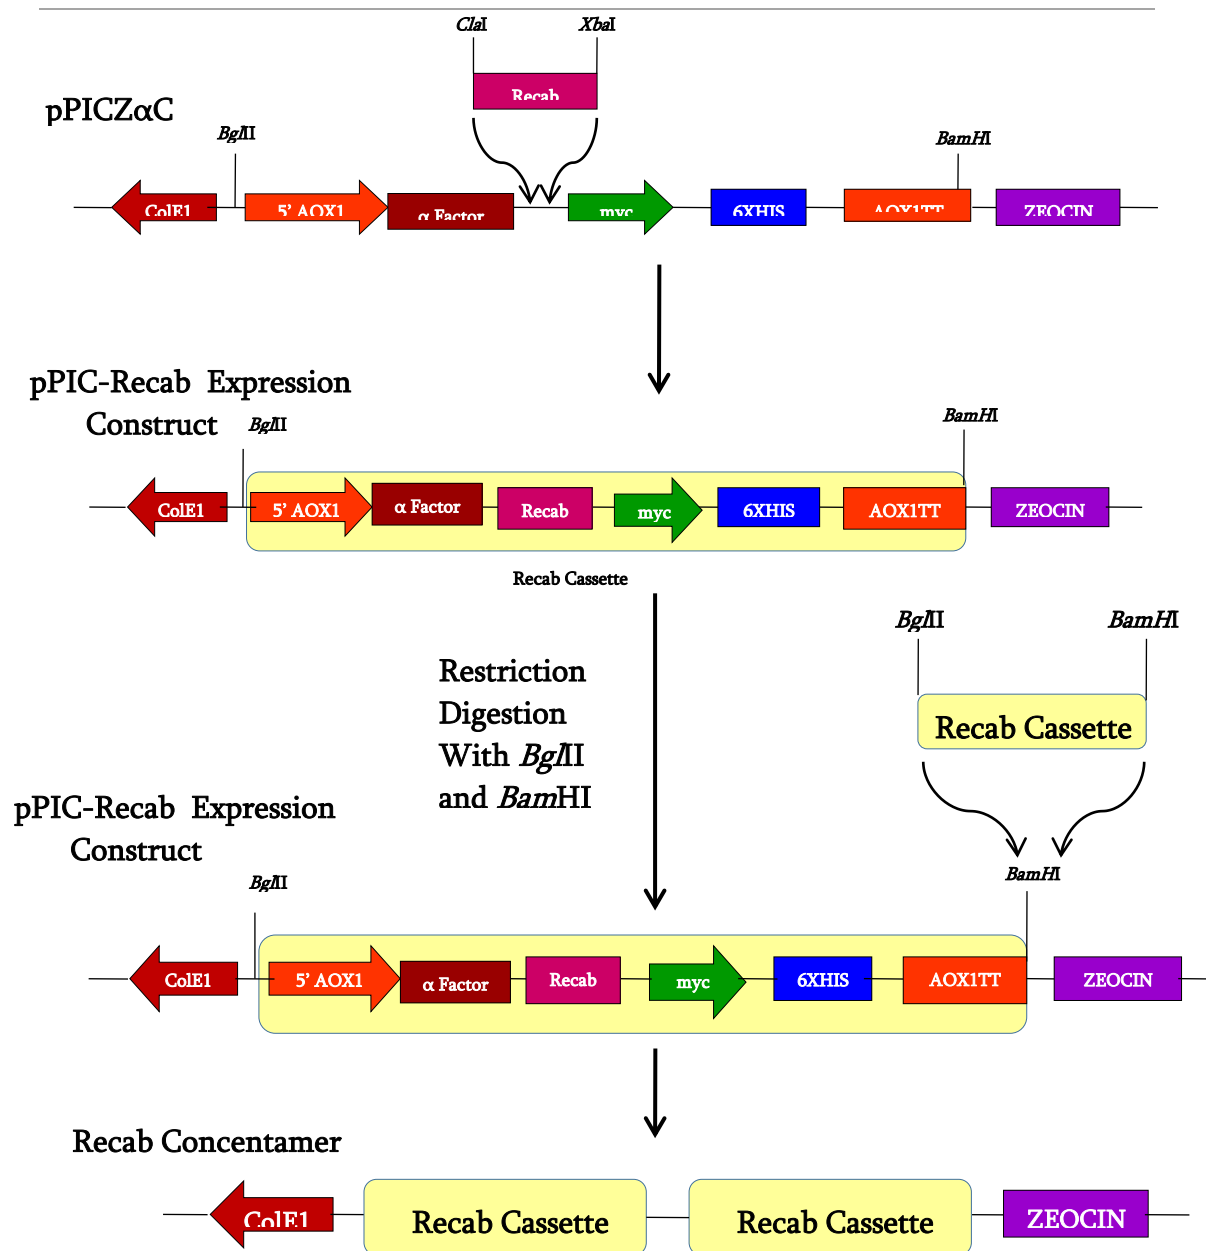 ClaI XbaI
Recab
pPICZαC
BglII
BamHI
ColE1 5' AOX1 α Factor myc 6XHIS AOX1TT ZEOCIN
pPIC-Recab Expression
Construct
BglII
BamHI
ColE1 5' AOX1 α Factor Recab myc 6XHIS AOX1TT ZEOCIN
Recab Cassette
BglII BamHI
Recab Cassette
Restriction
Digestion
With BglII
and BamHI
pPIC-Recab Expression
Construct
BglII
BamHI
ColE1 5' AOX1 α Factor Recab myc 6XHIS AOX1TT ZEOCIN
Recab Concentamer
ColE1 Recab Cassette Recab Cassette ZEOCIN